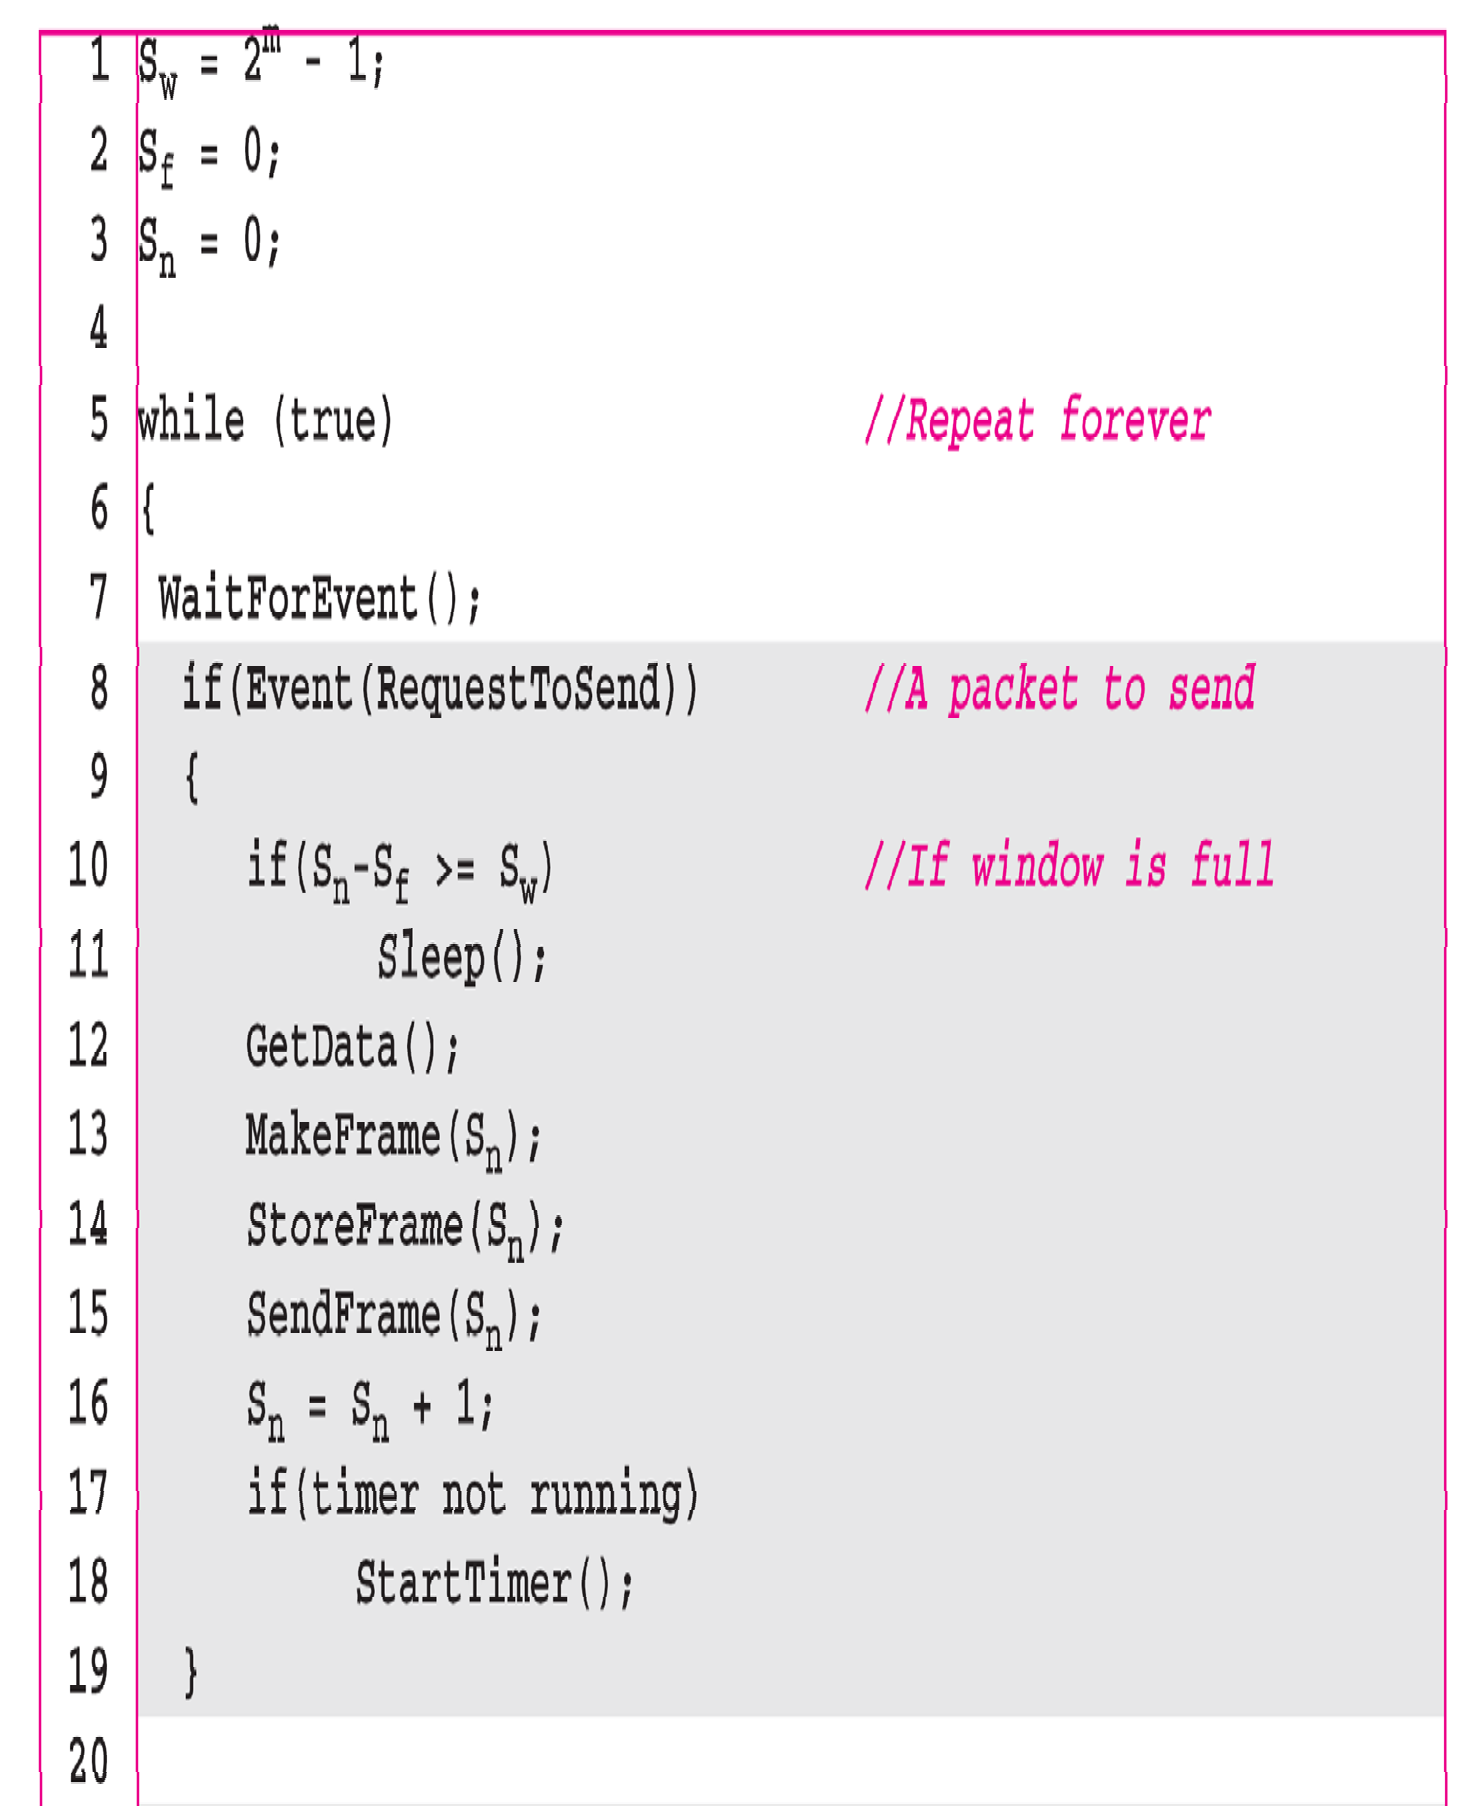 1 Sw = 2^m - 1;
2 Sf = 0;
3 Sn = 0;
4
5 while (true) //Repeat forever
6 {
7 WaitForEvent();
8 if(Event(RequestToSend)) //A packet to send
9 {
10 if(Sn-Sf >= Sw) //If window is full
11 Sleep();
12 GetData();
13 MakeFrame(Sn);
14 StoreFrame(Sn);
15 SendFrame(Sn);
16 Sn = Sn + 1;
17 if(timer not running)
18 StartTimer();
19 }
20